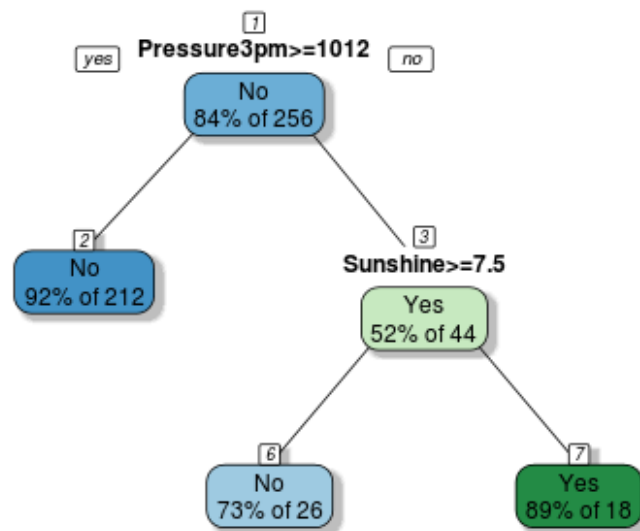 1
yes
Pressure3pm>=1012
no
No
84% of 256
2
No
92% of 212
3
Sunshine>=7.5
Yes
52% of 44
6
No
73% of 26
7
Yes
89% of 18